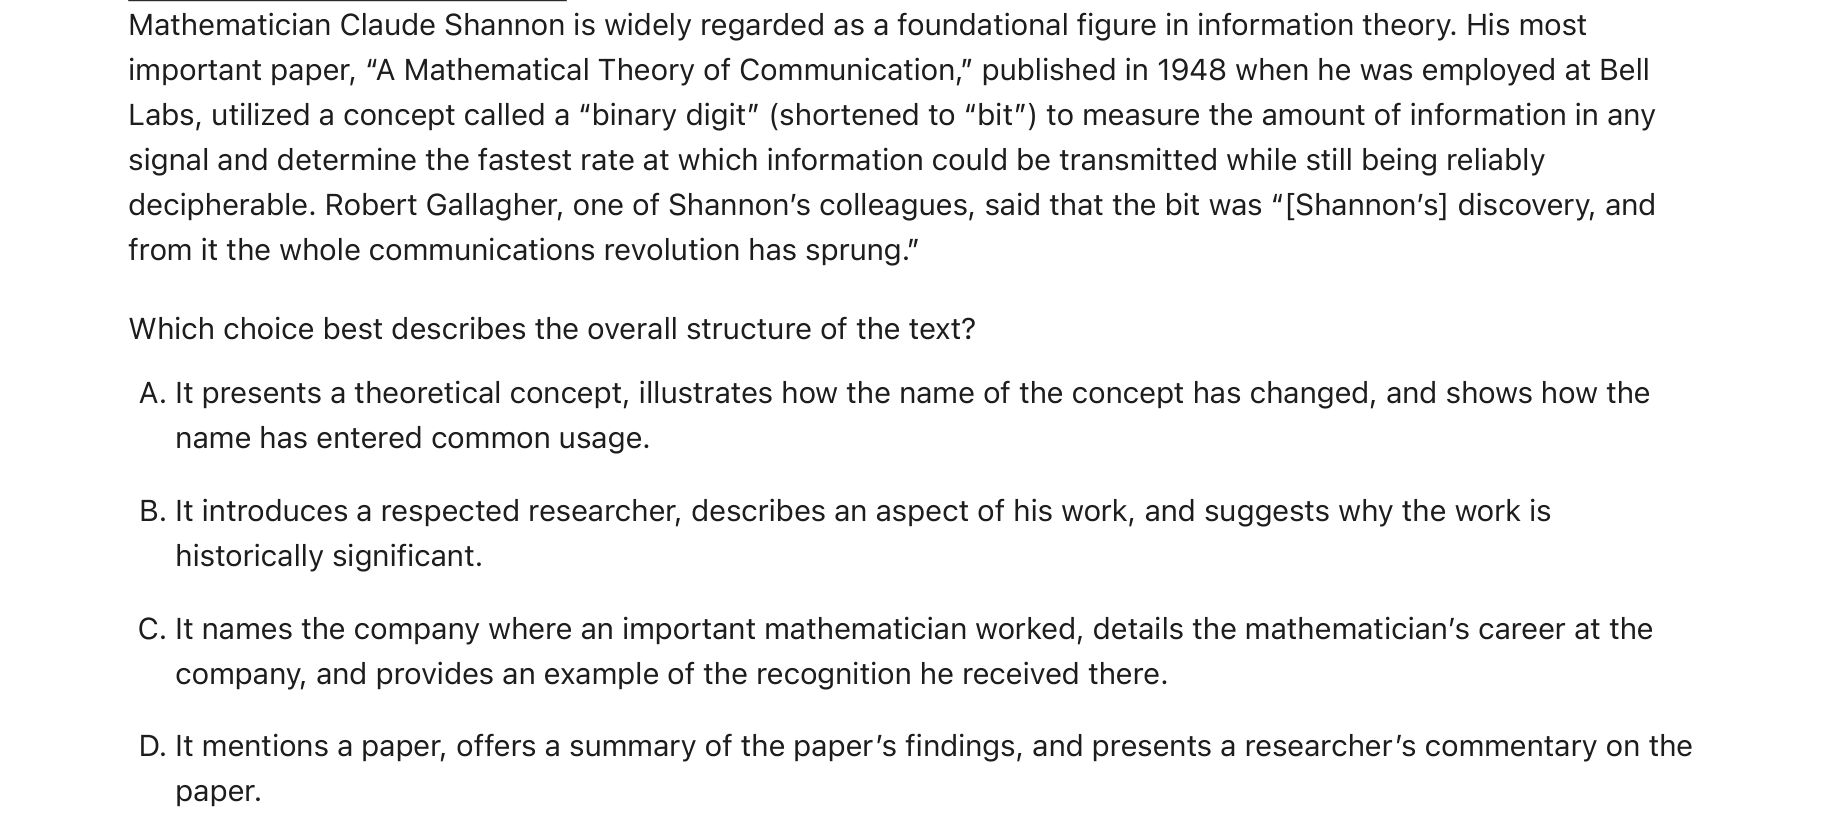 Mathematician Claude Shannon is widely regarded as a foundational figure in information theory. His most
important paper, “A Mathematical Theory of Communication,” published in 1948 when he was employed at Bell
Labs, utilized a concept called a “binary digit” (shortened to “bit”) to measure the amount of information in any
signal and determine the fastest rate at which information could be transmitted while still being reliably
decipherable. Robert Gallagher, one of Shannon’s colleagues, said that the bit was “[Shannon’s] discovery, and
from it the whole communications revolution has sprung.”
Which choice best describes the overall structure of the text?
A. It presents a theoretical concept, illustrates how the name of the concept has changed, and shows how the
name has entered common usage.
B. It introduces a respected researcher, describes an aspect of his work, and suggests why the work is
historically significant.
C. It names the company where an important mathematician worked, details the mathematician’s career at the
company, and provides an example of the recognition he received there.
D. It mentions a paper, offers a summary of the paper’s findings, and presents a researcher’s commentary on the
paper.